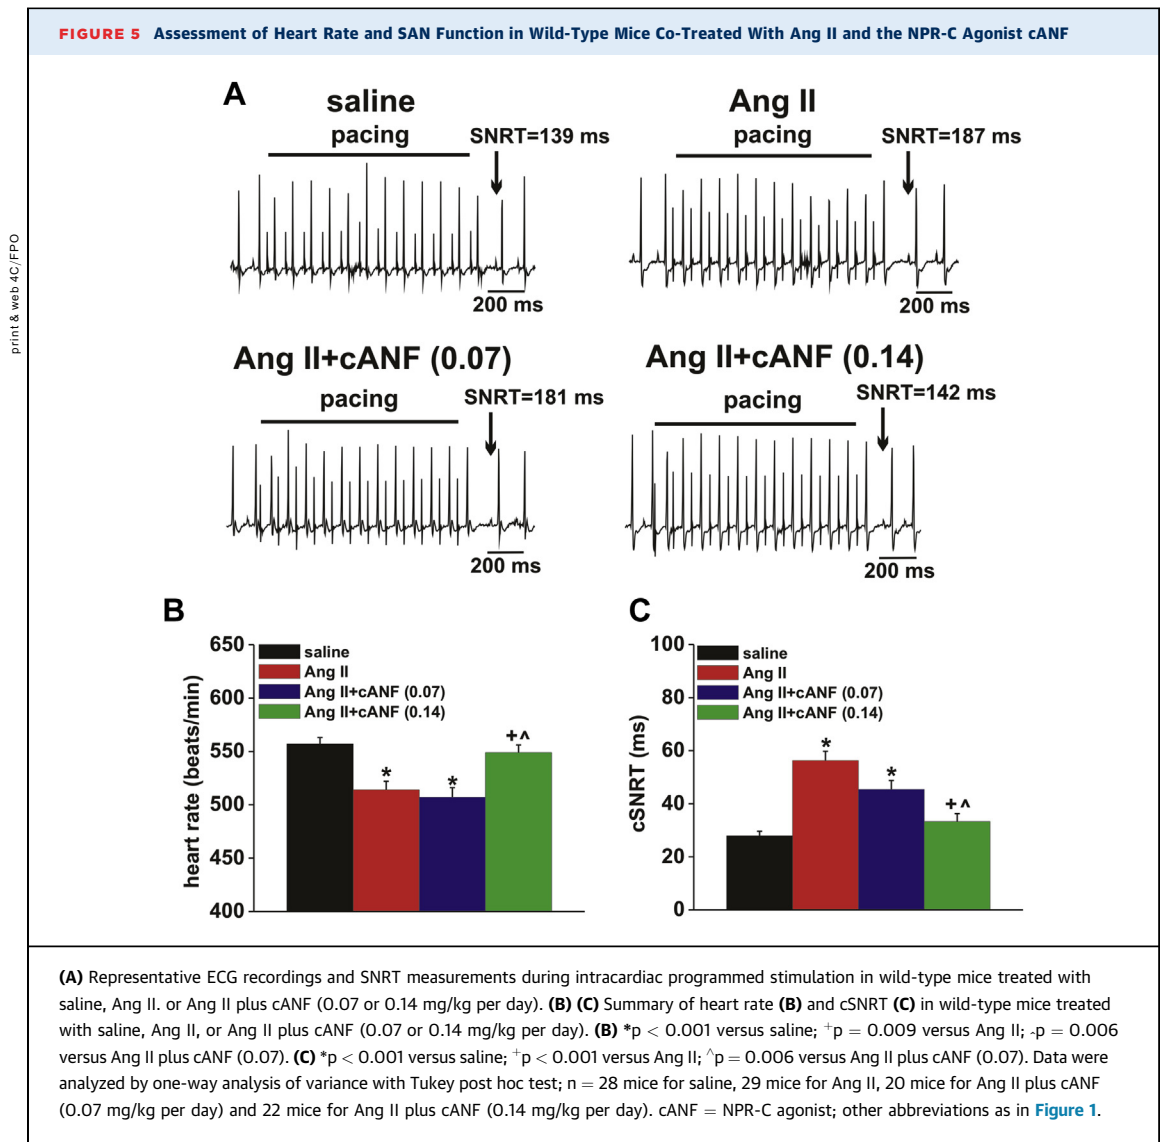 print & web 4C/FPO
FIGURE 5 Assessment of Heart Rate and SAN Function in Wild-Type Mice Co-Treated With Ang II and the NPR-C Agonist cANF
A
saline
pacing
SNRT=139 ms
200 ms
Ang II
pacing
SNRT=187 ms
200 ms
Ang II+cANF (0.07)
pacing
SNRT=181 ms
200 ms
Ang II+cANF (0.14)
pacing
SNRT=142 ms
200 ms
B
heart rate (beats/min)
650
600
550
500
450
400
saline
Ang II
Ang II+cANF (0.07)
Ang II+cANF (0.14)
*
*
+^
C
cSNRT (ms)
100
80
60
40
20
0
saline
Ang II
Ang II+cANF (0.07)
Ang II+cANF (0.14)
*
*
+^
(A) Representative ECG recordings and SNRT measurements during intracardiac programmed stimulation in wild-type mice treated with
saline, Ang II. or Ang II plus cANF (0.07 or 0.14 mg/kg per day). (B) (C) Summary of heart rate (B) and cSNRT (C) in wild-type mice treated
with saline, Ang II, or Ang II plus cANF (0.07 or 0.14 mg/kg per day). (B) *p < 0.001 versus saline; +p = 0.009 versus Ang II; ˰p = 0.006
versus Ang II plus cANF (0.07). (C) *p < 0.001 versus saline; +p < 0.001 versus Ang II; ^p = 0.006 versus Ang II plus cANF (0.07). Data were
analyzed by one-way analysis of variance with Tukey post hoc test; n = 28 mice for saline, 29 mice for Ang II, 20 mice for Ang II plus cANF
(0.07 mg/kg per day) and 22 mice for Ang II plus cANF (0.14 mg/kg per day). cANF = NPR-C agonist; other abbreviations as in Figure 1.